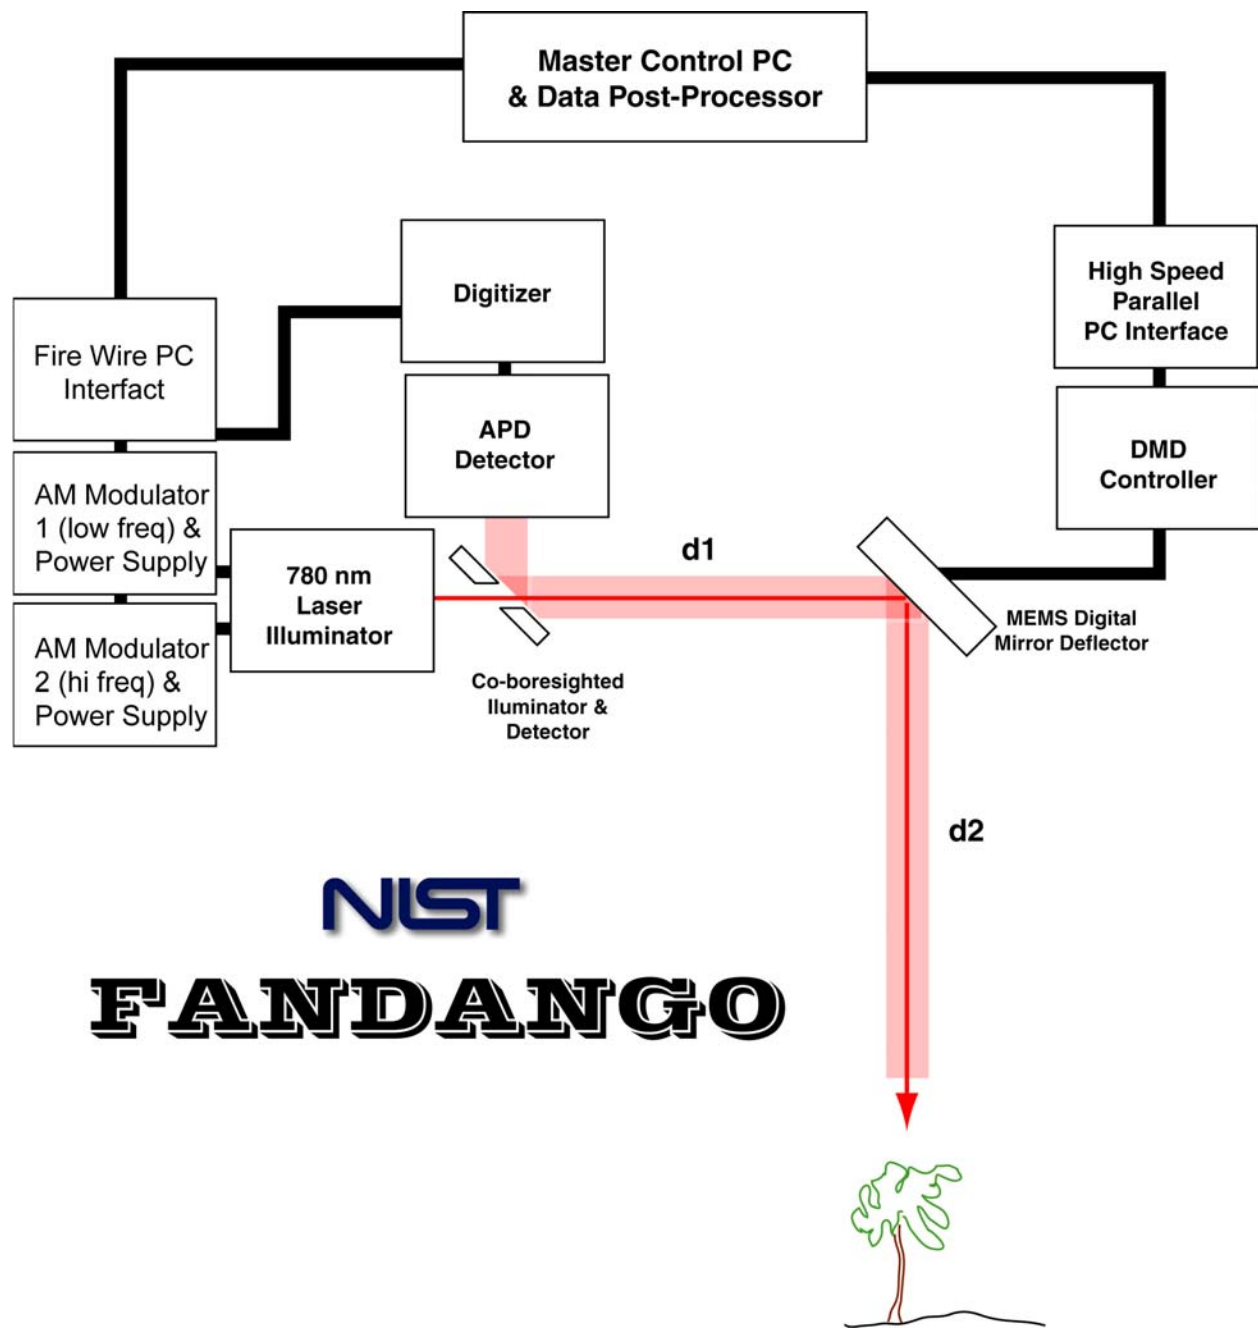 Master Control PC
& Data Post-Processor
Digitizer
High Speed
Parallel
PC Interface
Fire Wire PC
Interfact
APD
Detector
DMD
Controller
AM Modulator
1 (low freq) &
Power Supply
780 nm
Laser
Illuminator
d1
MEMS Digital
Mirror Deflector
AM Modulator
2 (hi freq) &
Power Supply
Co-boresighted
Iluminator &
Detector
d2
NIST
FANDANGO